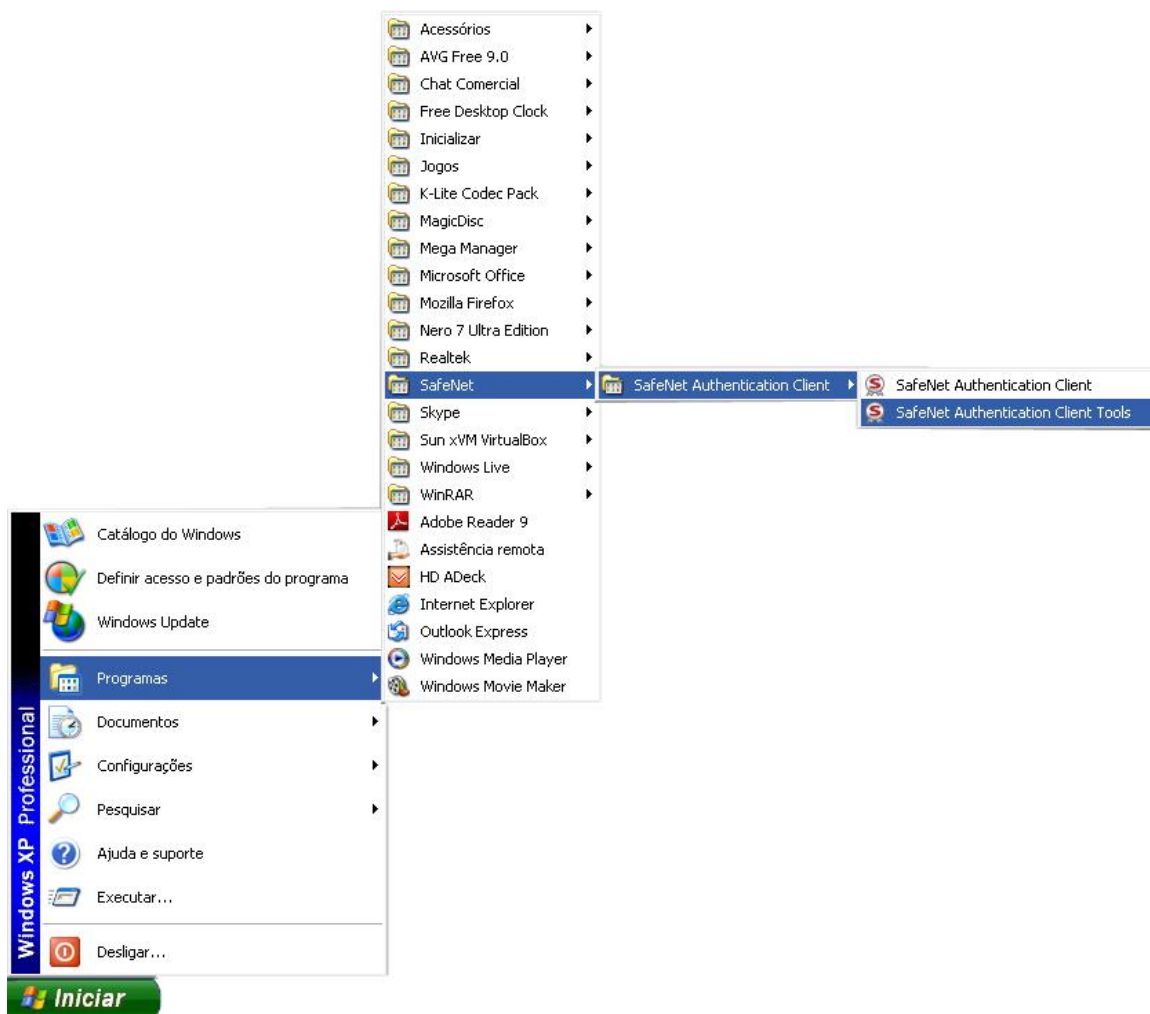 Acessórios
AVG Free 9.0
Chat Comercial
Free Desktop Clock
Inicializar
Jogos
K-Lite Codec Pack
MagicDisc
Mega Manager
Microsoft Office
Mozilla Firefox
Nero 7 Ultra Edition
Realtek
SafeNet
SafeNet Authentication Client
SafeNet Authentication Client
SafeNet Authentication Client Tools
Skype
Sun xVM VirtualBox
Windows Live
WinRAR
Adobe Reader 9
Assistência remota
HD ADeck
Internet Explorer
Outlook Express
Windows Media Player
Windows Movie Maker
Catálogo do Windows
Definir acesso e padrões do programa
Windows Update
Programas
Documentos
Configurações
Pesquisar
Ajuda e suporte
Executar...
Desligar...
Windows XP Professional
Iniciar